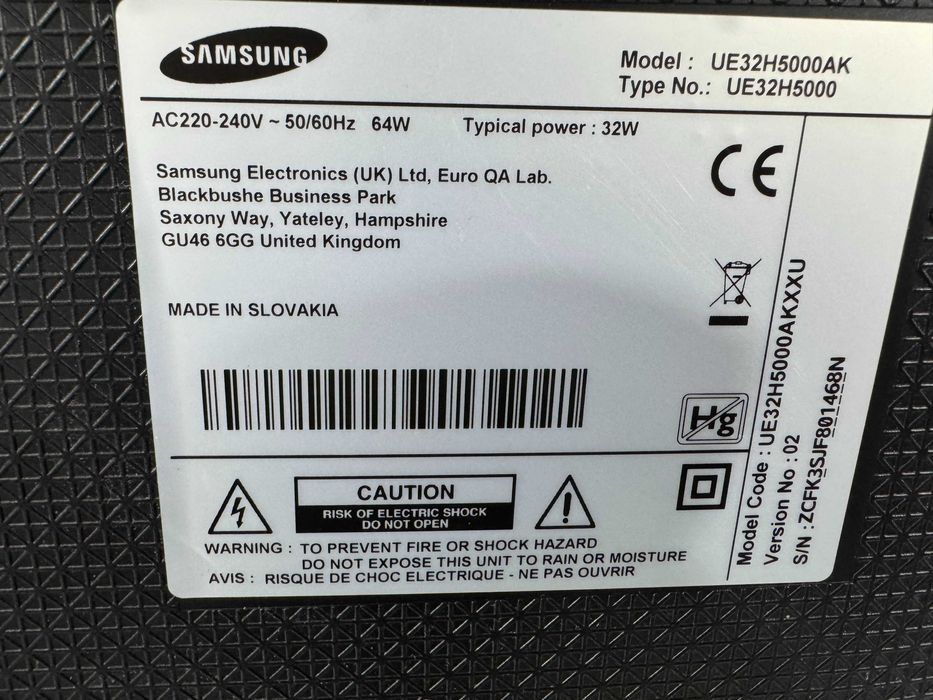 SAMSUNG
Model : UE32H5000AK
Type No.: UE32H5000
AC220-240V ~ 50/60Hz 64W Typical power : 32W
Samsung Electronics (UK) Ltd, Euro QA Lab.
Blackbushe Business Park
Saxony Way, Yateley, Hampshire
GU46 6GG United Kingdom
CE
MADE IN SLOVAKIA
Hg
CAUTION
RISK OF ELECTRIC SHOCK
DO NOT OPEN
WARNING : TO PREVENT FIRE OR SHOCK HAZARD
DO NOT EXPOSE THIS UNIT TO RAIN OR MOISTURE
AVIS : RISQUE DE CHOC ELECTRIQUE - NE PAS OUVRIR
Model Code : UE32H5000AKXXU
Version No : 02
S/N : ZCFK3SJF801468N